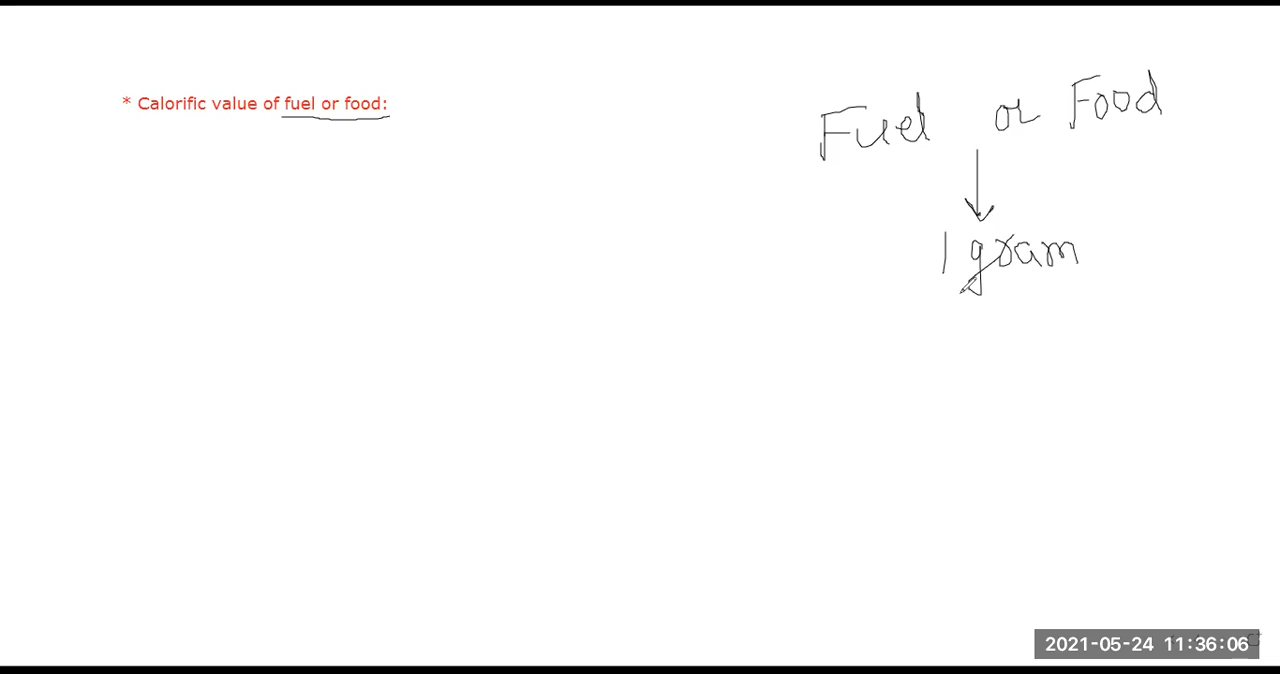 * Calorific value of fuel or food:
Fuel or Food
1 gram
2021-05-24 11:36:06